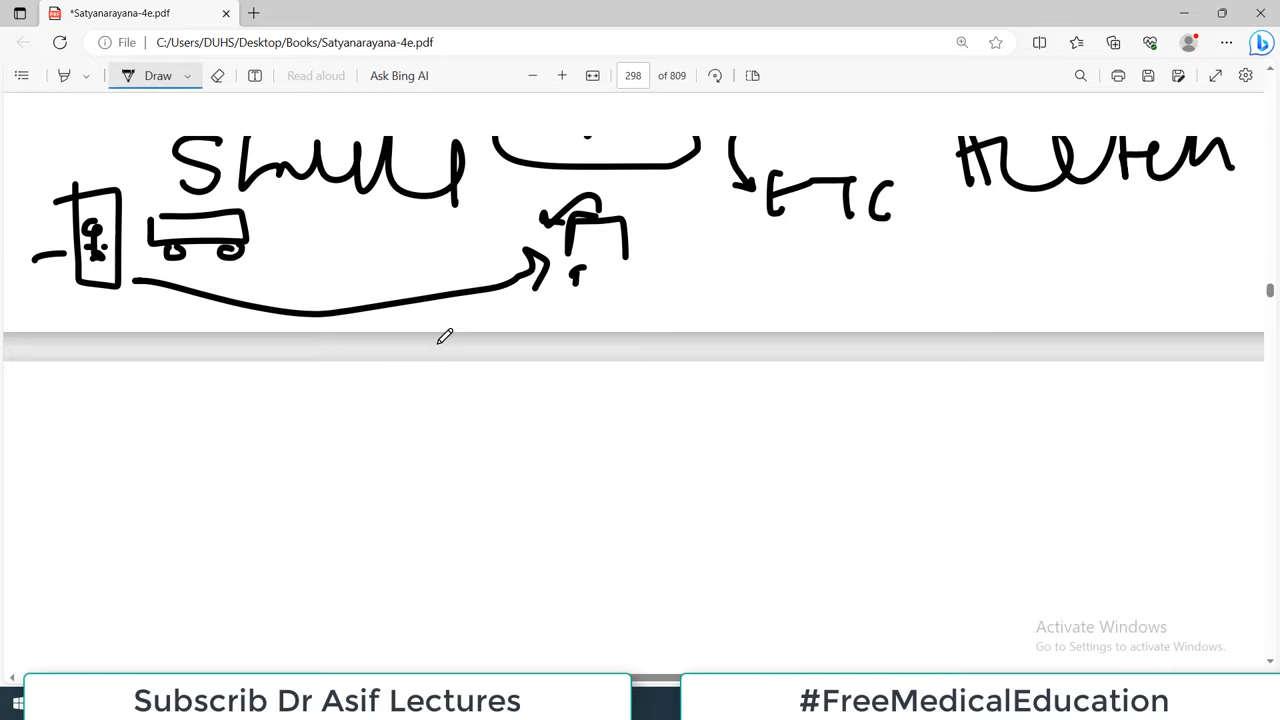 *Satyanarayana-4e.pdf
File C:/Users/DUHS/Desktop/Books/Satyanarayana-4e.pdf
Draw Read aloud Ask Bing AI 298 of 809
ETC
Activate Windows
Go to Settings to activate Windows.
Subscrib Dr Asif Lectures
#FreeMedicalEducation